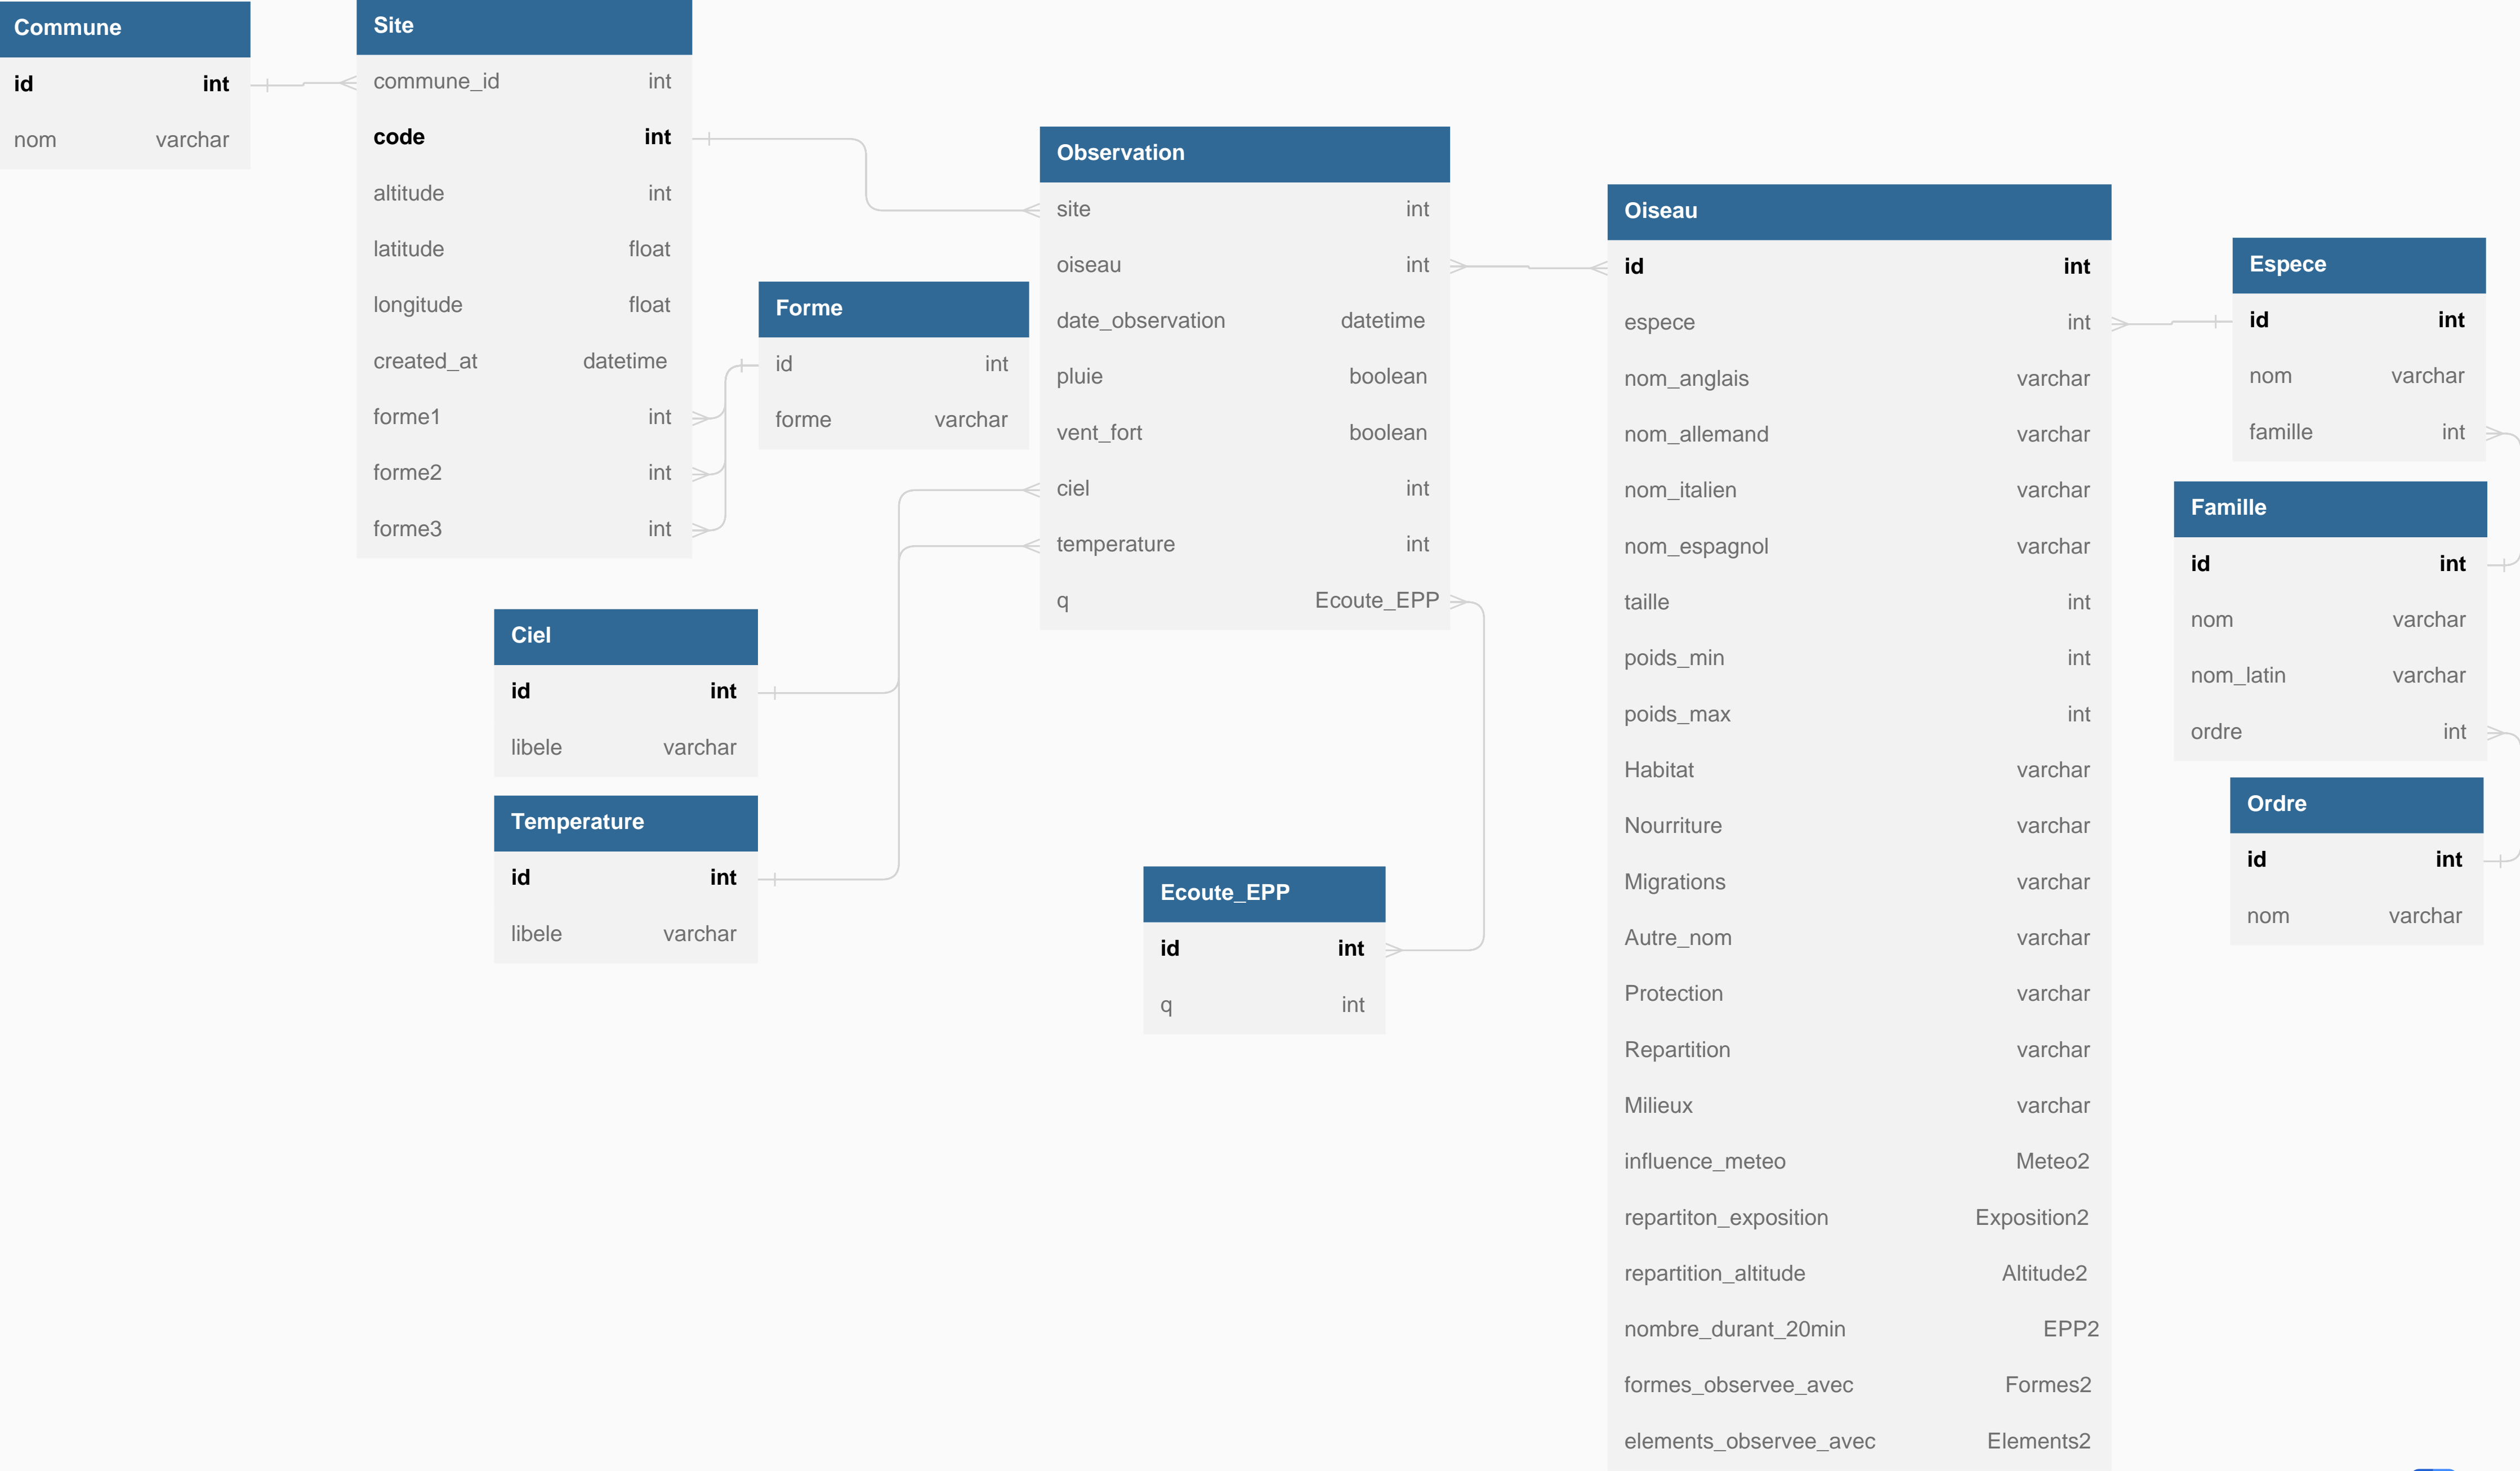 Commune
id int
nom varchar
Site
commune_id int
code int
altitude int
latitude float
longitude float
created_at datetime
forme1 int
forme2 int
forme3 int
Forme
id int
forme varchar
Ciel
id int
libele varchar
Temperature
id int
libele varchar
Observation
site int
oiseau int
date_observation datetime
pluie boolean
vent_fort boolean
ciel int
temperature int
q Ecoute_EPP
Ecoute_EPP
id int
q int
Oiseau
id int
espece int
nom_anglais varchar
nom_allemand varchar
nom_italien varchar
nom_espagnol varchar
taille int
poids_min int
poids_max int
Habitat varchar
Nourriture varchar
Migrations varchar
Autre_nom varchar
Protection varchar
Repartition varchar
Milieux varchar
influence_meteo Meteo2
repartiton_exposition Exposition2
repartition_altitude Altitude2
nombre_durant_20min EPP2
formes_observee_avec Formes2
elements_observee_avec Elements2
Espece
id int
nom varchar
famille int
Famille
id int
nom varchar
nom_latin varchar
ordre int
Ordre
id int
nom varchar